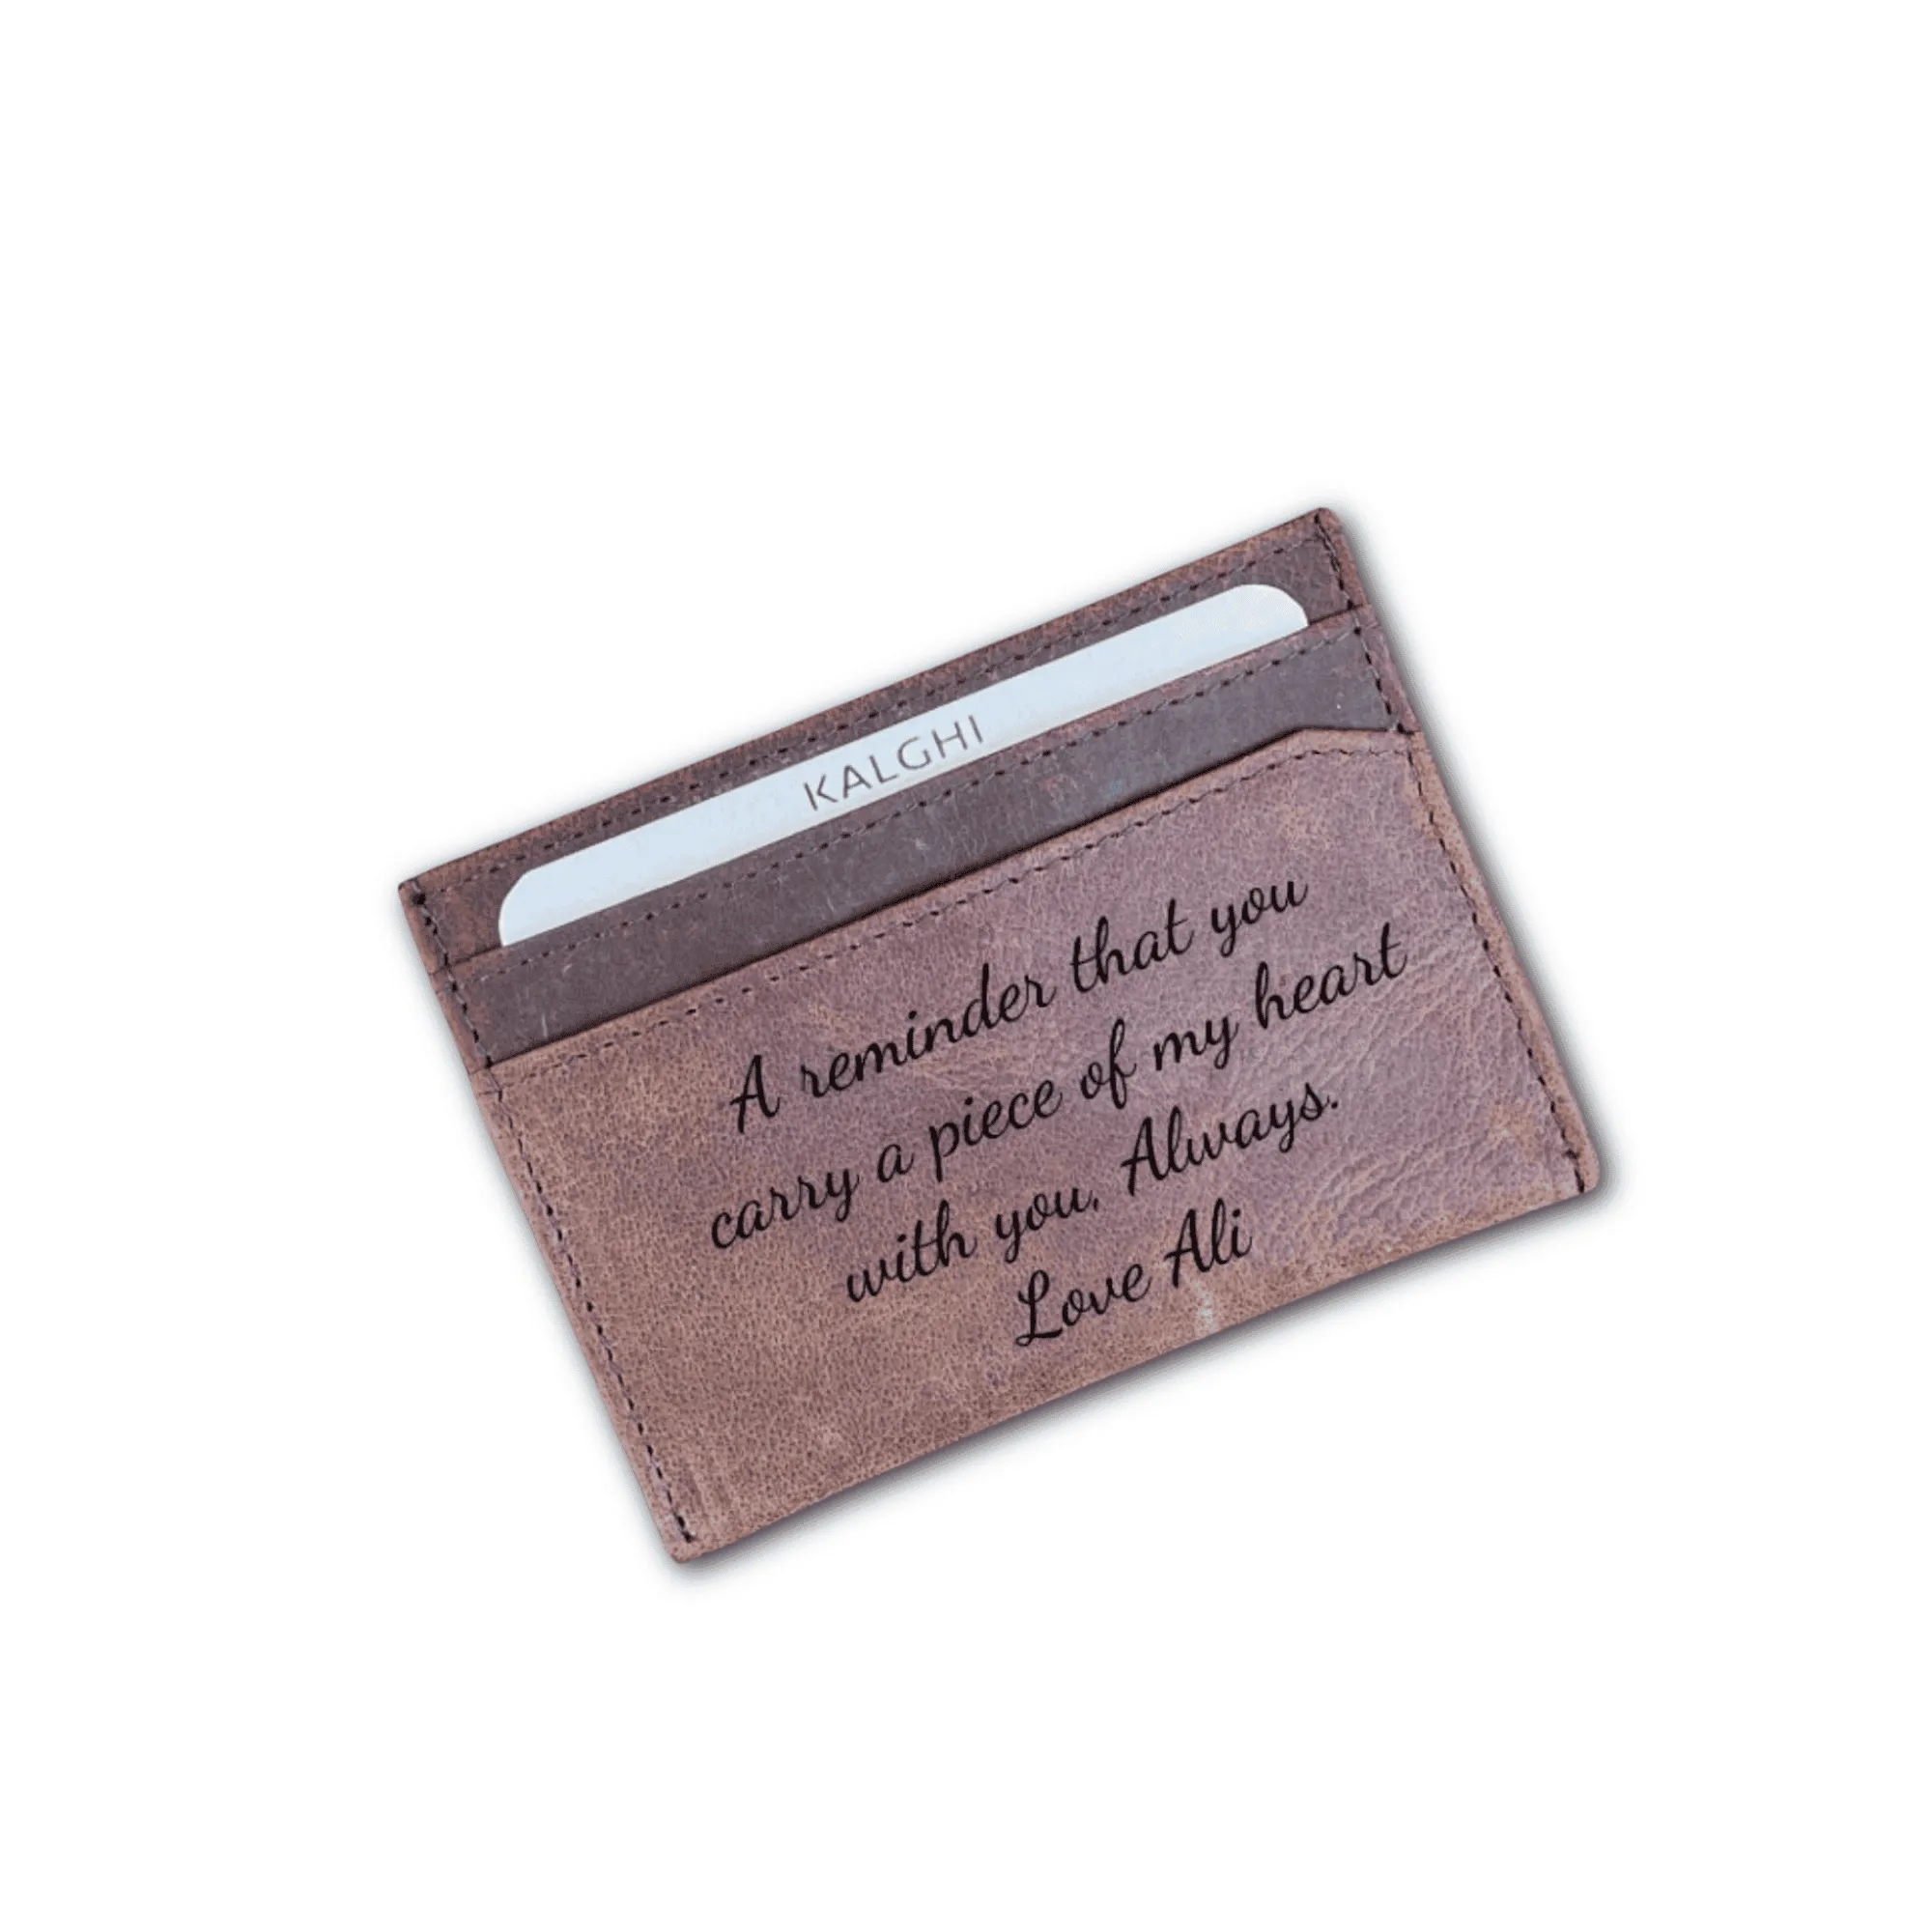 KALGHI
A reminder that you
carry a piece of my heart
with you. Always.
Love Ali